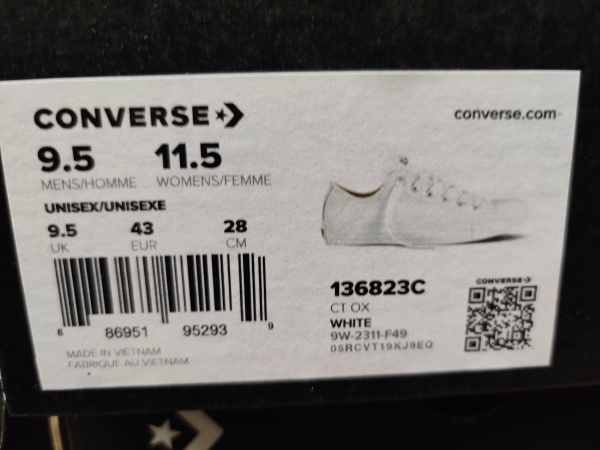 CONVERSE
converse.com
9.5 11.5
MENS/HOMME WOMENS/FEMME
UNISEX/UNISEXE
9.5 43 28
UK EUR CM
8 86951 95293 9
MADE IN VIETNAM
FABRIQUE AU VIETNAM
136823C
CT OX
WHITE
9W-2311-F49
05RCVT19XJ9EQ
CONVERSE